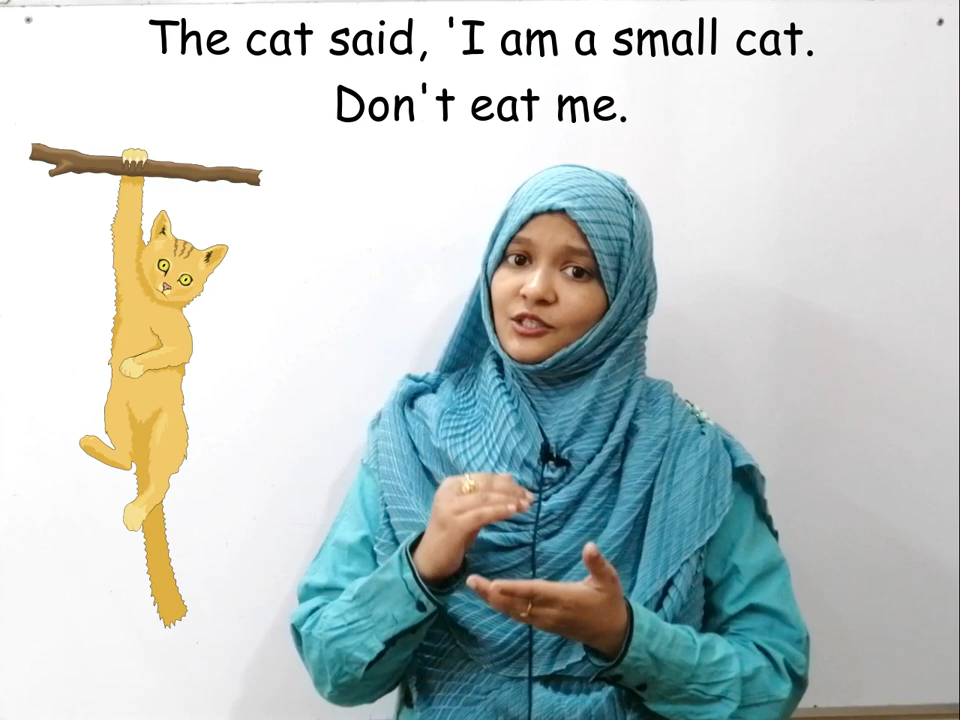 The cat said, 'I am a small cat.
Don't eat me.